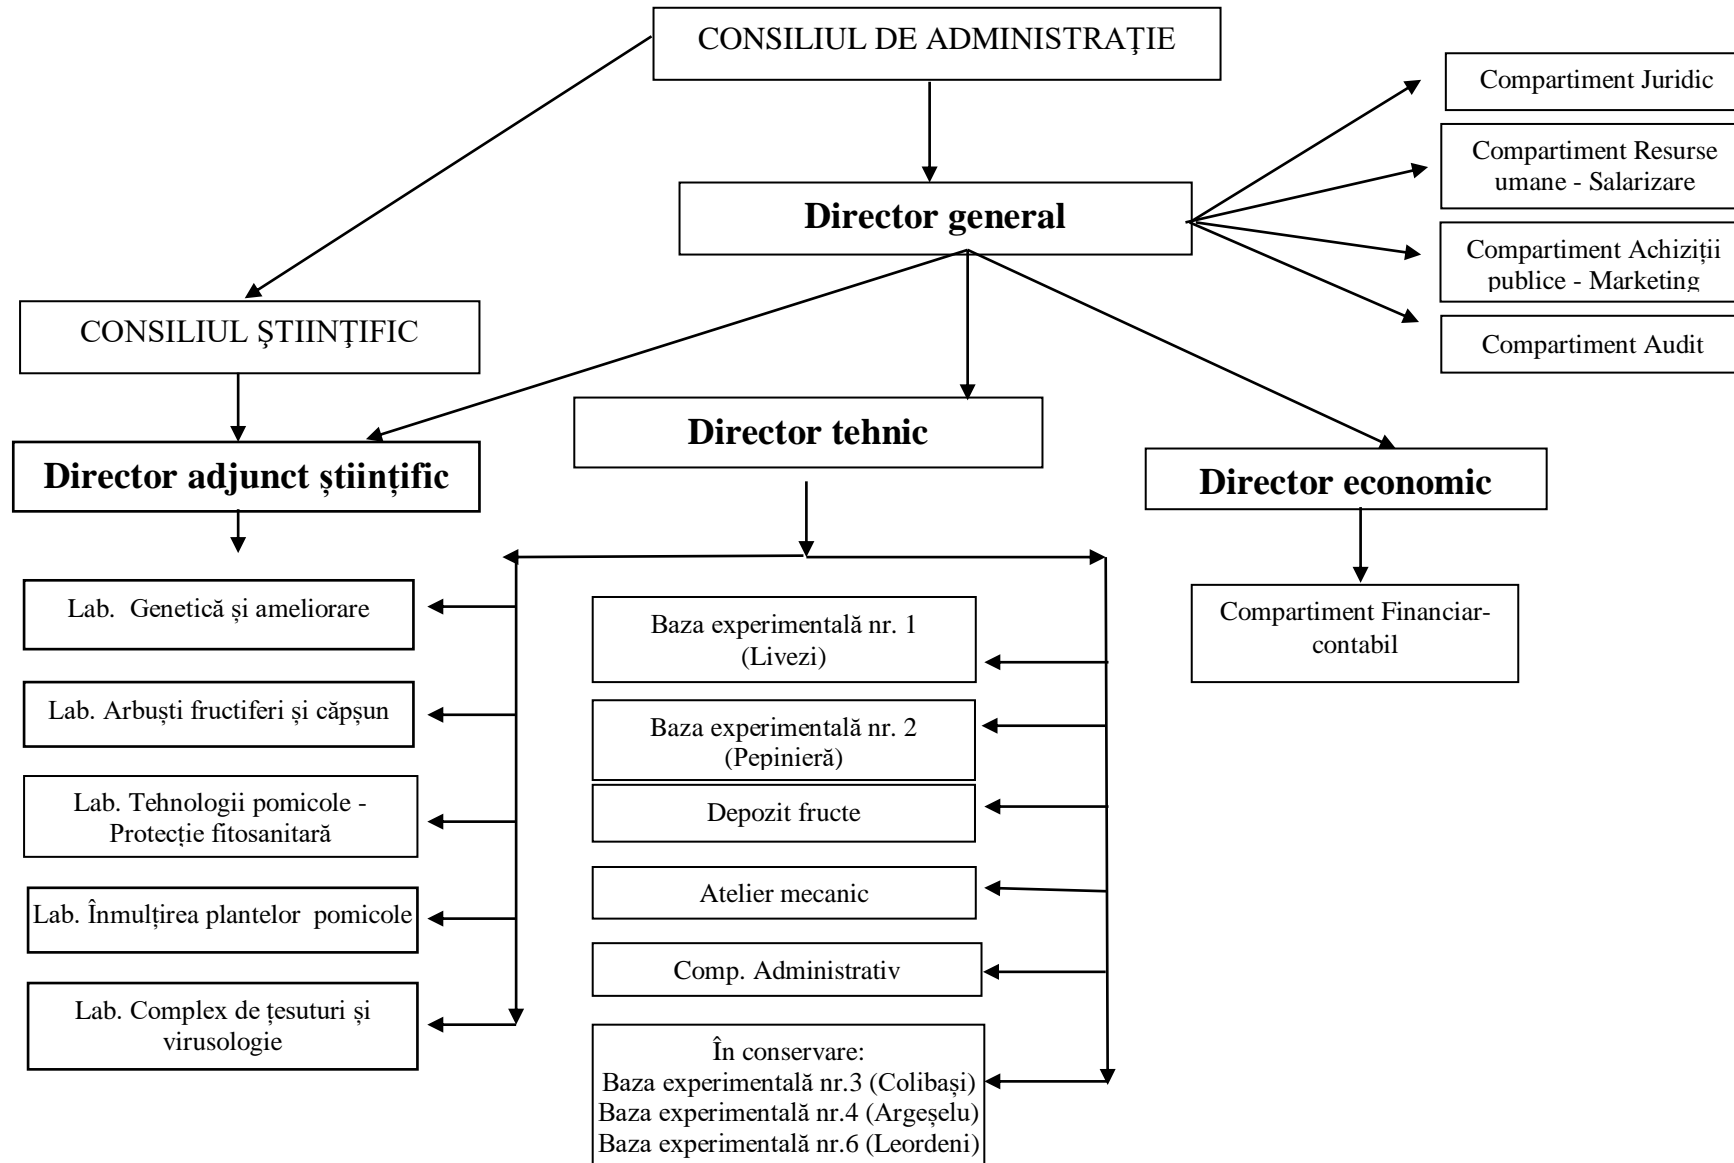 CONSILIUL DE ADMINISTRAŢIE
Compartiment Juridic
Compartiment Resurse
umane - Salarizare
Director general
Compartiment Achiziții
publice - Marketing
CONSILIUL ŞTIINŢIFIC
Compartiment Audit
Director tehnic
Director adjunct științific
Director economic
Lab. Genetică și ameliorare
Lab. Arbuști fructiferi și căpșun
Lab. Tehnologii pomicole -
Protecție fitosanitară
Lab. Înmulțirea plantelor pomicole
Lab. Complex de țesuturi și
virusologie
Baza experimentală nr. 1
(Livezi)
Baza experimentală nr. 2
(Pepinieră)
Depozit fructe
Atelier mecanic
Comp. Administrativ
În conservare:
Baza experimentală nr.3 (Colibași)
Baza experimentală nr.4 (Argeșelu)
Baza experimentală nr.6 (Leordeni)
Compartiment Financiar-
contabil